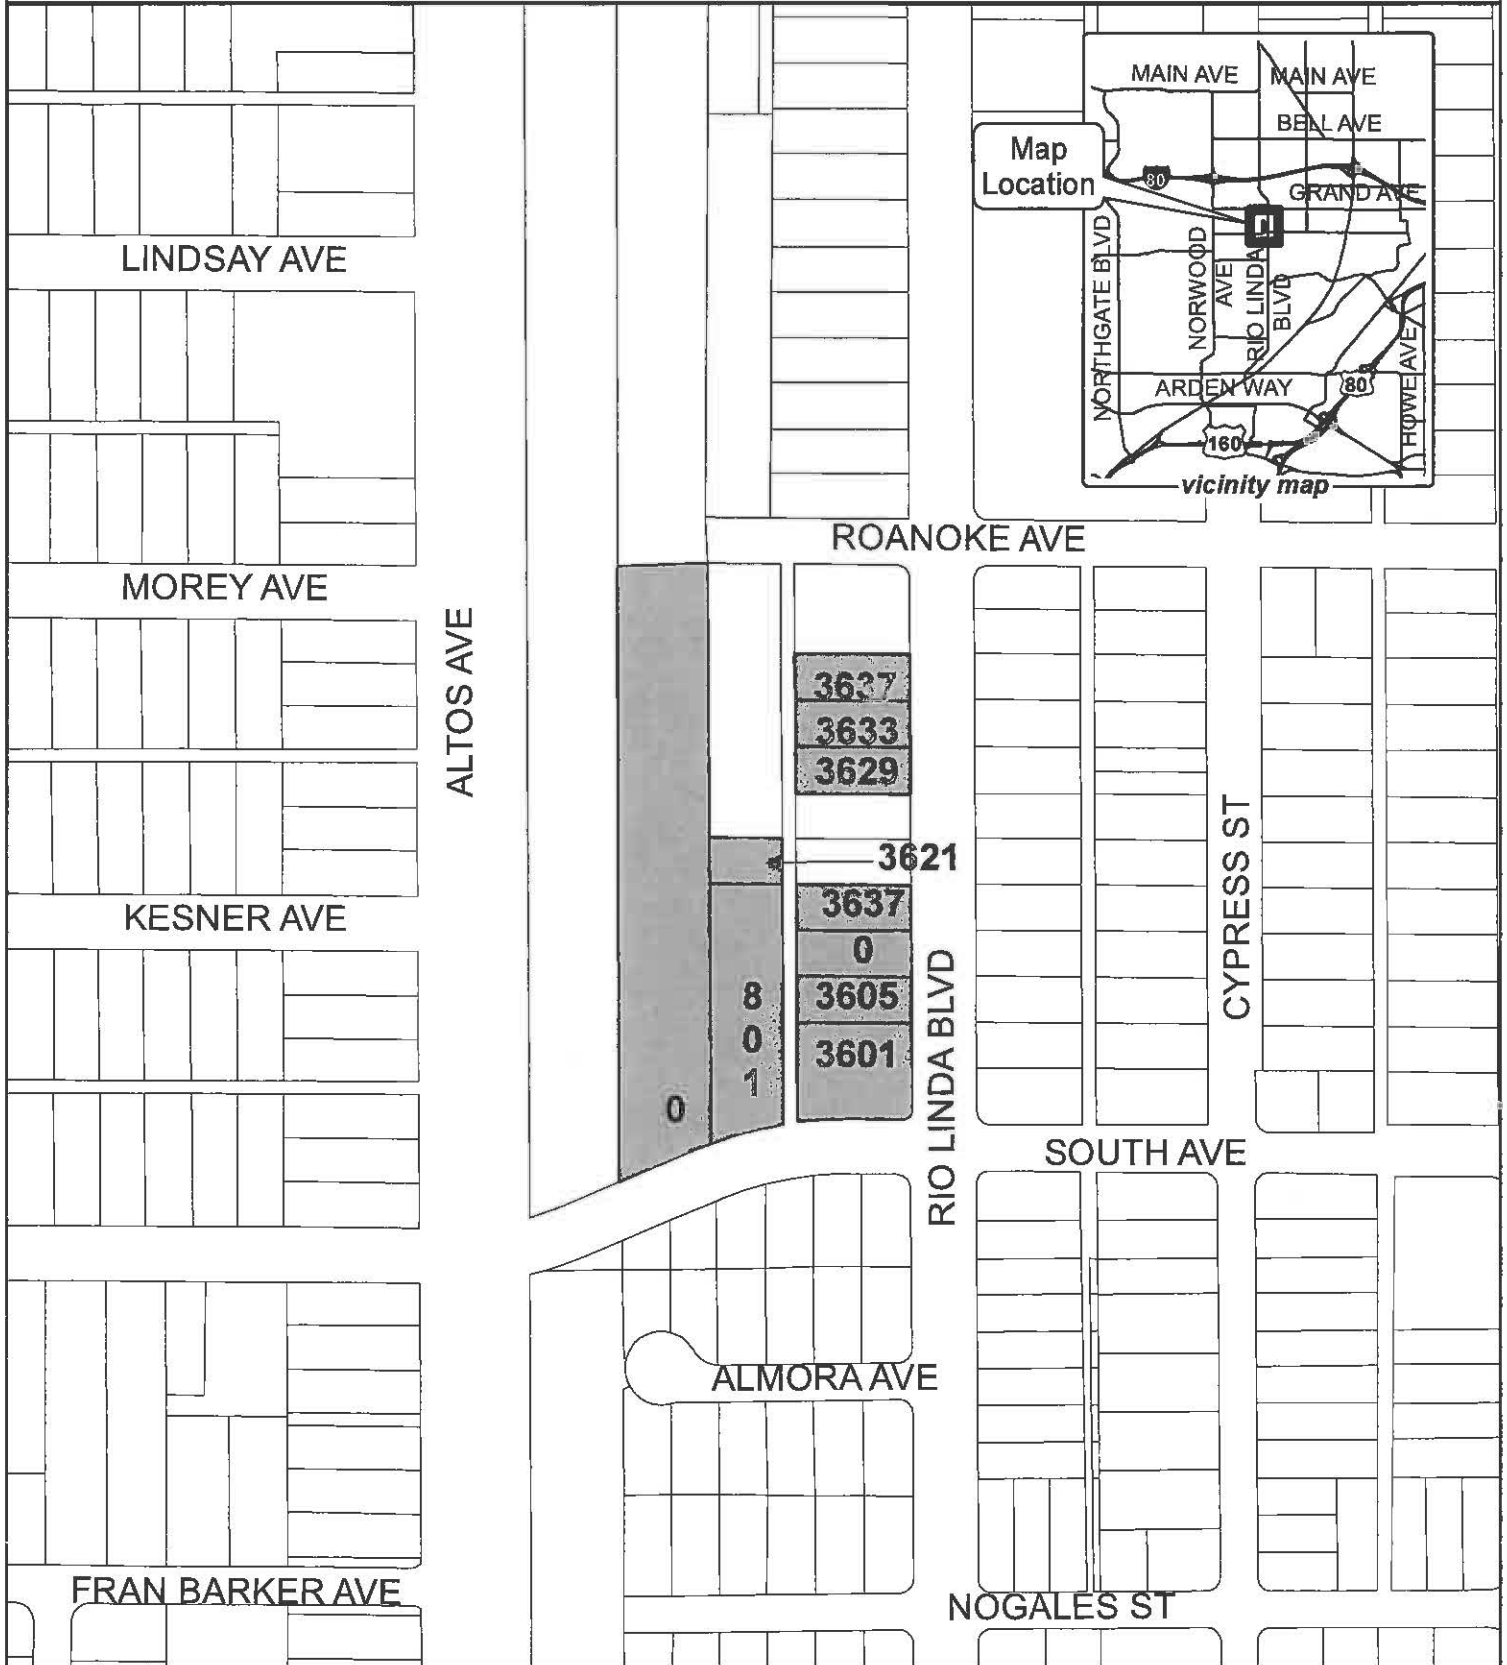 MAIN AVE
MAIN AVE
BELL AVE
Map
Location
80
GRAND AVE
NORTHGATE BLVD
NORWOOD
AVE
RIO LINDA
BLVD
HOWE AVE
ARDEN WAY
80
160
vicinity map
LINDSAY AVE
ROANOKE AVE
MOREY AVE
ALTOS AVE
3637
3633
3629
3621
CYPRESS ST
KESNER AVE
3637
0
8
0
1
3605
3601
0
RIO LINDA BLVD
SOUTH AVE
ALMORA AVE
FRAN BARKER AVE
NOGALES ST